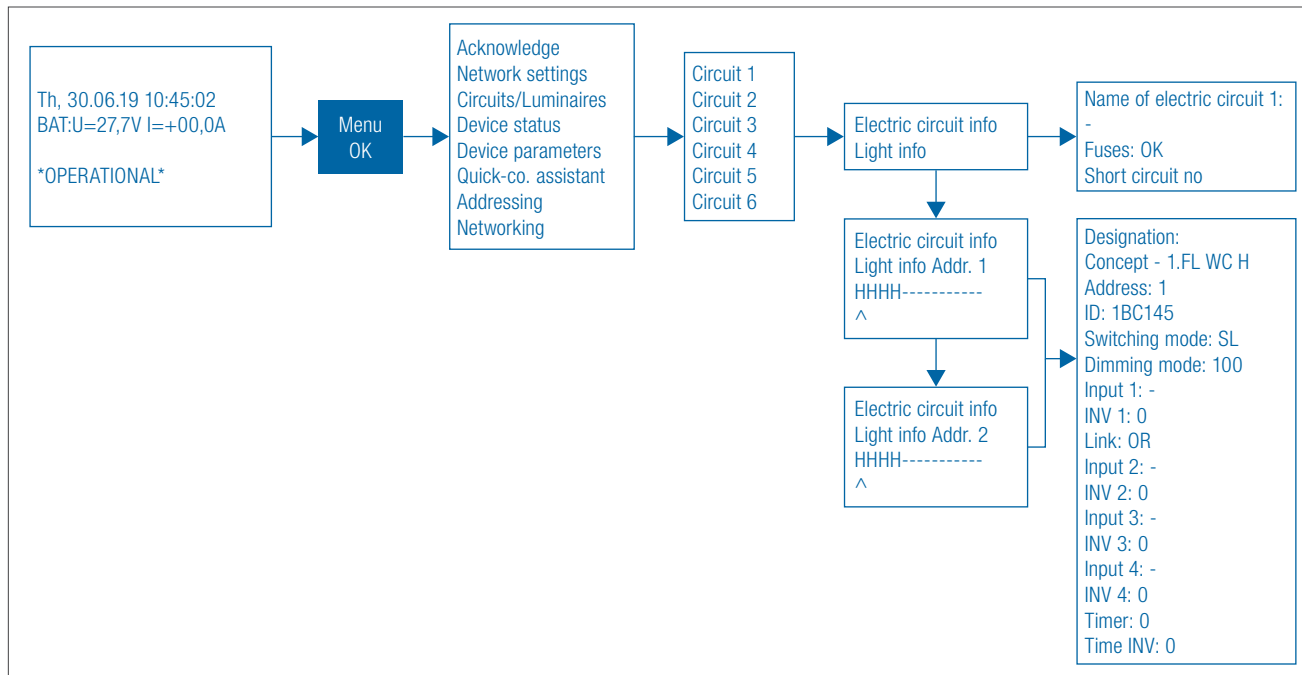 Th, 30.06.19 10:45:02
BAT:U=27,7V I=+00,0A
*OPERATIONAL*
Menu
OK
Acknowledge
Network settings
Circuits/Luminaires
Device status
Device parameters
Quick-co. assistant
Addressing
Networking
Circuit 1
Circuit 2
Circuit 3
Circuit 4
Circuit 5
Circuit 6
Electric circuit info
Light info
Name of electric circuit 1:
-
Fuses: OK
Short circuit no
Electric circuit info
Light info Addr. 1
HHHH-----------
^
Electric circuit info
Light info Addr. 2
HHHH-----------
^
Designation:
Concept - 1.FL WC H
Address: 1
ID: 1BC145
Switching mode: SL
Dimming mode: 100
Input 1: -
INV 1: 0
Link: OR
Input 2: -
INV 2: 0
Input 3: -
INV 3: 0
Input 4: -
INV 4: 0
Timer: 0
Time INV: 0